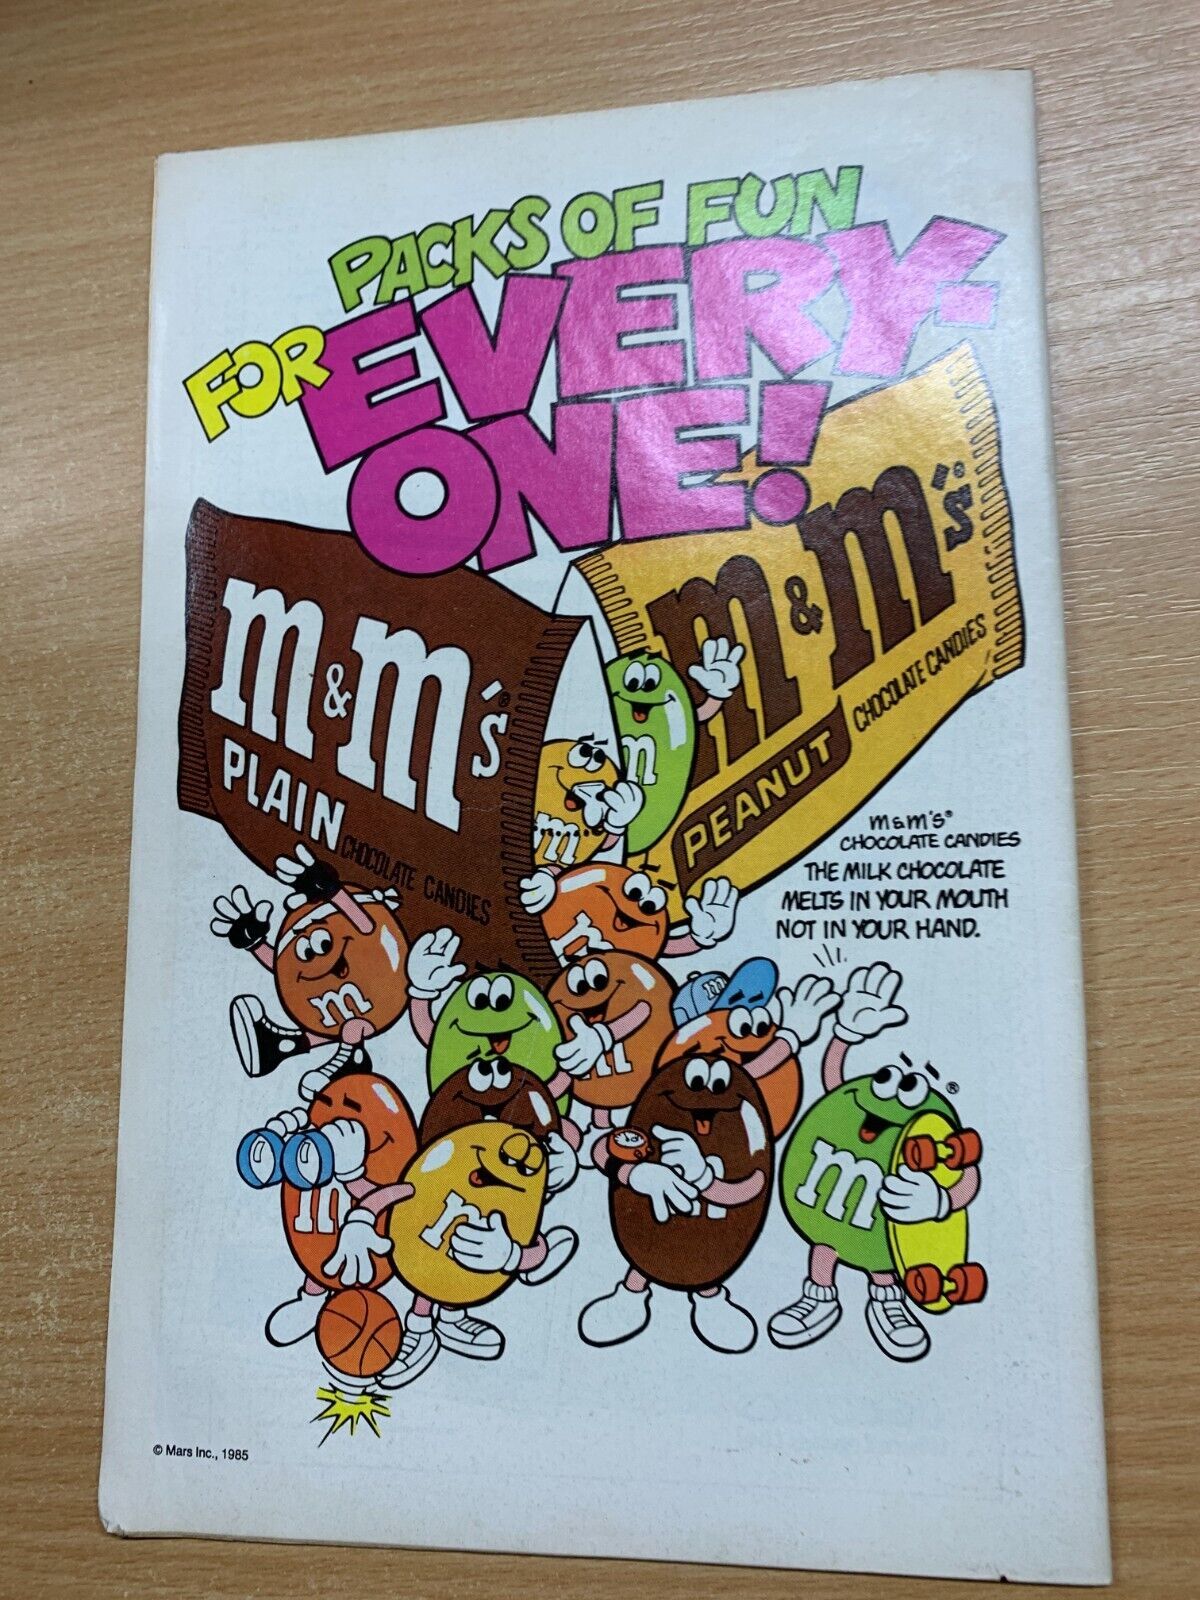 PACKS OF FUN
FOR EVERY-
ONE!
m&m's®
PLAIN
CHOCOLATE CANDIES
m&m's®
PEANUT
CHOCOLATE CANDIES
m&m's®
CHOCOLATE CANDIES
THE MILK CHOCOLATE
MELTS IN YOUR MOUTH
NOT IN YOUR HAND.
m
m
m
m
m
m
m
m
m
®
© Mars Inc., 1985